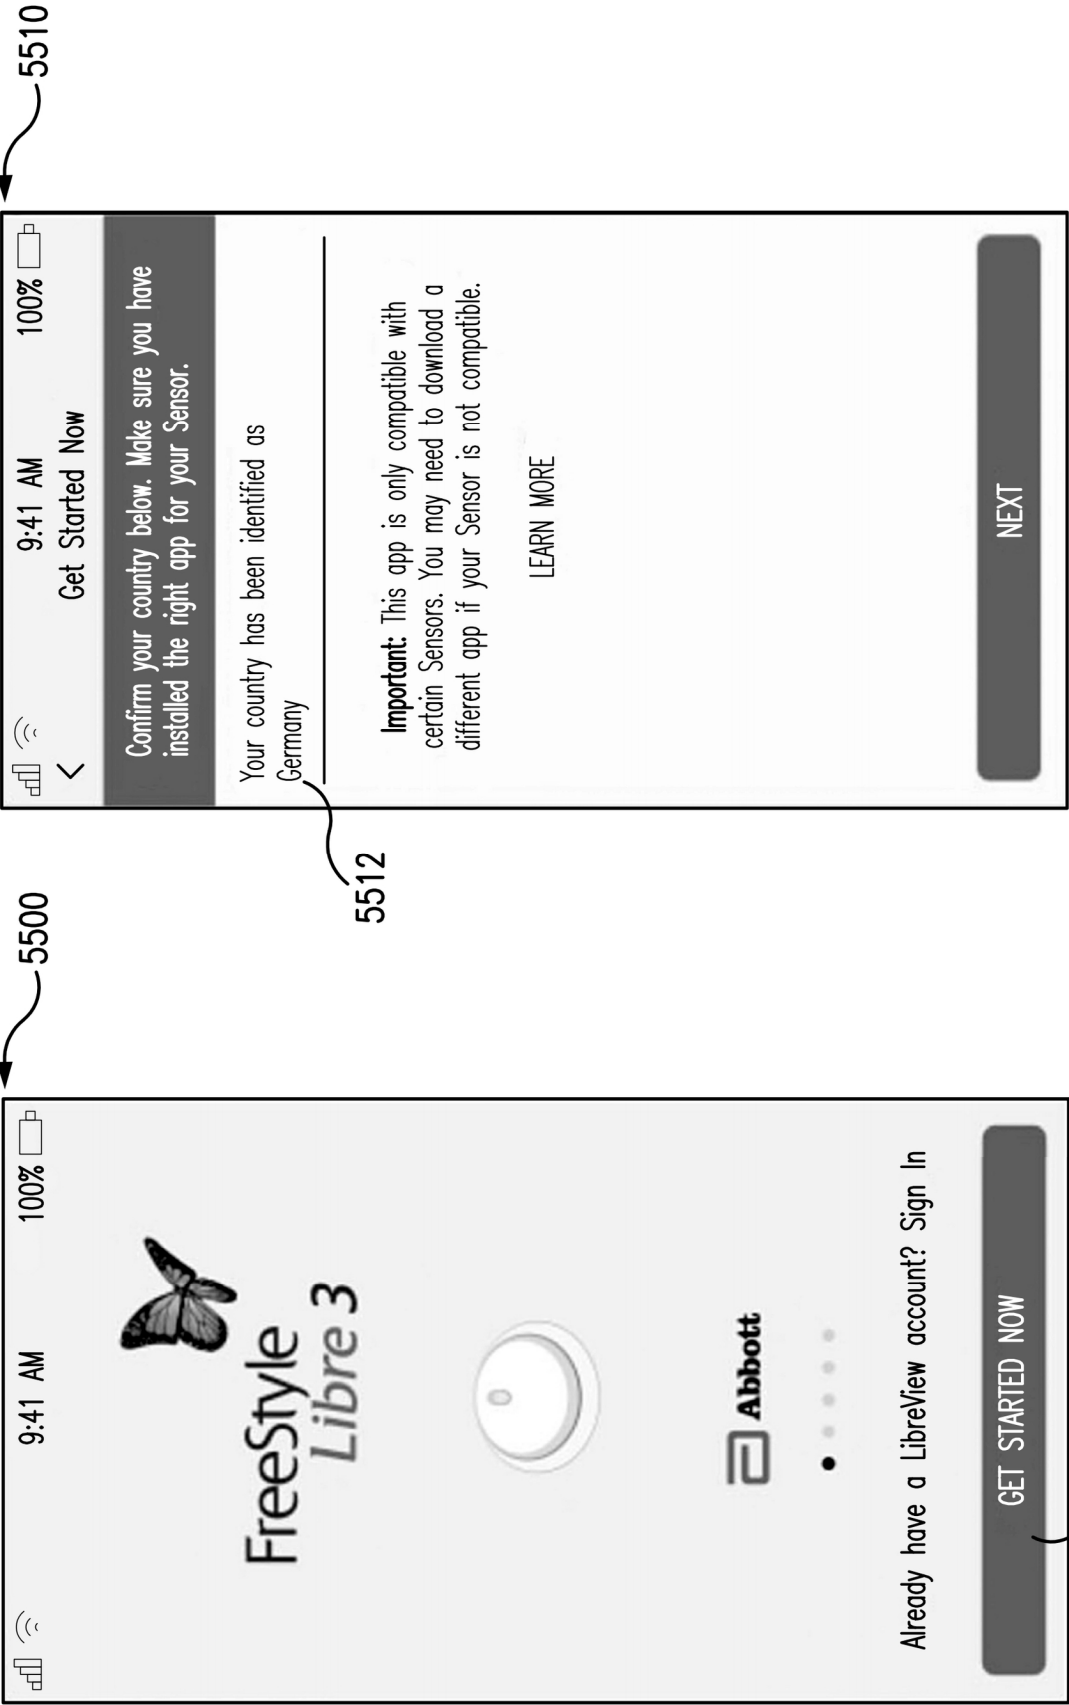 5500
9:41 AM
100%
FreeStyle
Libre 3
Abbott
Already have a LibreView account? Sign In
GET STARTED NOW
5510
9:41 AM
100%
Get Started Now
Confirm your country below. Make sure you have
installed the right app for your Sensor.
Your country has been identified as
Germany
5512
Important: This app is only compatible with
certain Sensors. You may need to download a
different app if your Sensor is not compatible.
LEARN MORE
NEXT